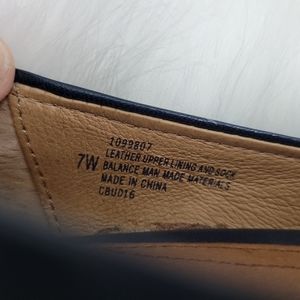 1099807
7W
LEATHER UPPER LINING AND SOCK
BALANCE MAN MADE MATERIALS
MADE IN CHINA
CBUD16